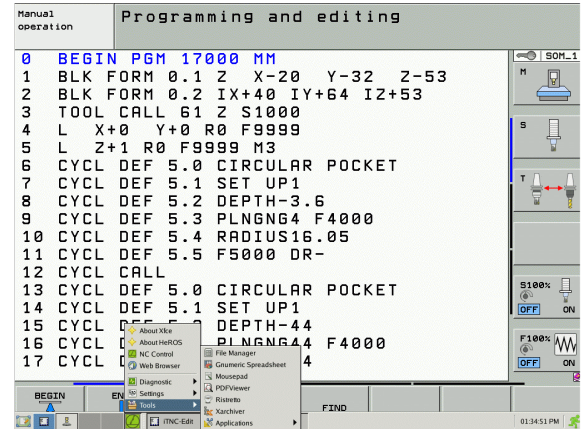 Manual
operation
Programming and editing
0 BEGIN PGM 17000 MM
1 BLK FORM 0.1 Z X-20 Y-32 Z-53
2 BLK FORM 0.2 IX+40 IY+64 IZ+53
3 TOOL CALL 61 Z S1000
4 L X+0 Y+0 R0 F9999
5 L Z+1 R0 F9999 M3
6 CYCL DEF 5.0 CIRCULAR POCKET
7 CYCL DEF 5.1 SET UP1
8 CYCL DEF 5.2 DEPTH-3.6
9 CYCL DEF 5.3 PLNGNG4 F4000
10 CYCL DEF 5.4 RADIUS16.05
11 CYCL DEF 5.5 F5000 DR-
12 CYCL CALL
13 CYCL DEF 5.0 CIRCULAR POCKET
14 CYCL DEF 5.1 SET UP1
15 CYCL DEPTH-44
16 CYCL PLNGNG44 F4000
17 CYCL 4
SOM_1
M
S
T
S100%
OFF ON
F100%
OFF ON
About Xfce
About HeROS
NC Control
Web Browser
Diagnostic
Settings
Tools
File Manager
Gnumeric Spreadsheet
Mousepad
PDFViewer
Ristretto
Xarchiver
Applications
BEGIN
FIND
iTNC-Edit
01:34:51 PM